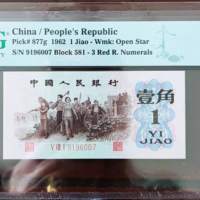 China / People's Republic
Pick# 877g 1962 1 Jiao - Wmk: Open Star
S/N 9196007 Block 581 - 3 Red R. Numerals
中国人民银行
壹角
1
YI
JIAO
9196007